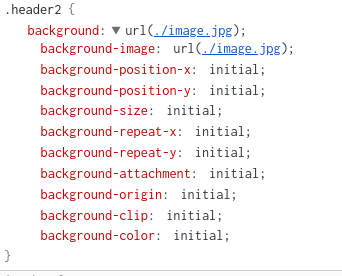 .header2 {
background: ▼ url(./image.jpg);
background-image: url(./image.jpg);
background-position-x: initial;
background-position-y: initial;
background-size: initial;
background-repeat-x: initial;
background-repeat-y: initial;
background-attachment: initial;
background-origin: initial;
background-clip: initial;
background-color: initial;
}